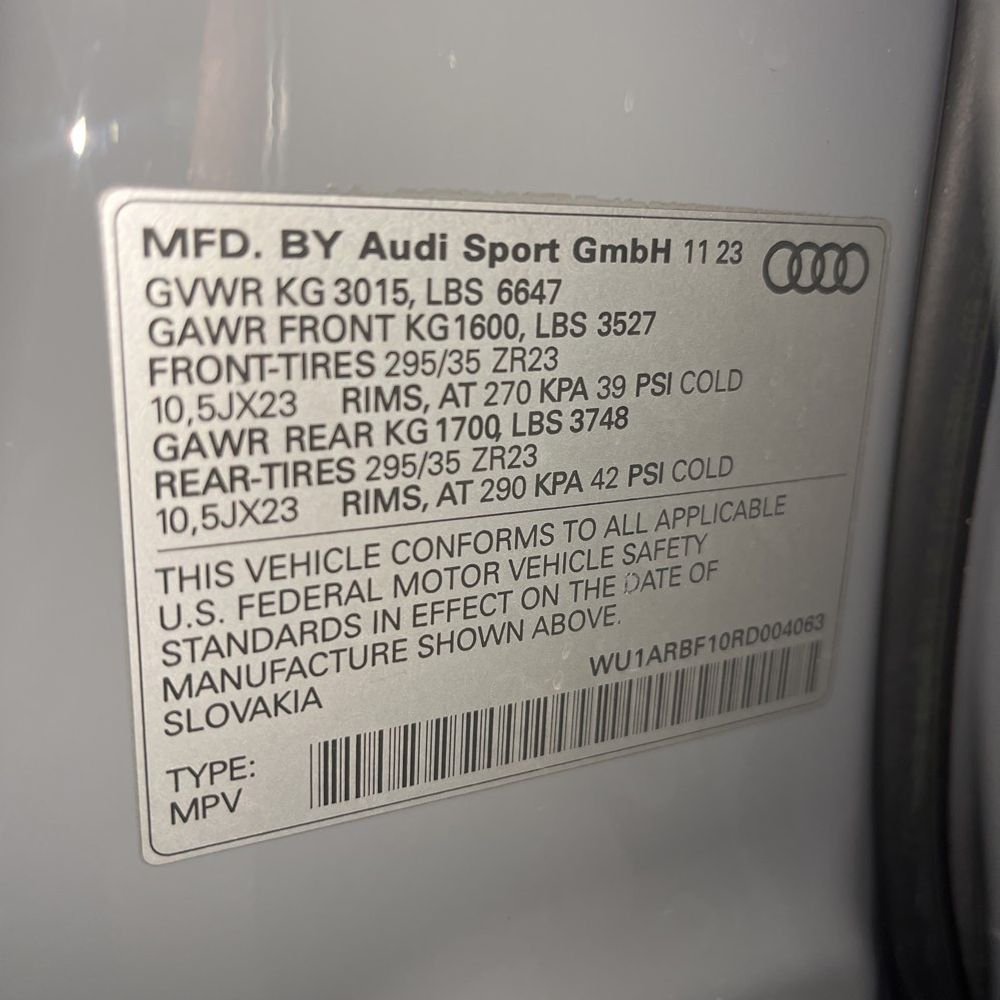 MFD. BY Audi Sport GmbH 11 23
GVWR KG 3015, LBS 6647
GAWR FRONT KG 1600, LBS 3527
FRONT-TIRES 295/35 ZR23
10,5JX23 RIMS, AT 270 KPA 39 PSI COLD
GAWR REAR KG 1700, LBS 3748
REAR-TIRES 295/35 ZR23
10,5JX23 RIMS, AT 290 KPA 42 PSI COLD
THIS VEHICLE CONFORMS TO ALL APPLICABLE
U.S. FEDERAL MOTOR VEHICLE SAFETY
STANDARDS IN EFFECT ON THE DATE OF
MANUFACTURE SHOWN ABOVE.
WU1ARBF10RD004063
SLOVAKIA
TYPE:
MPV